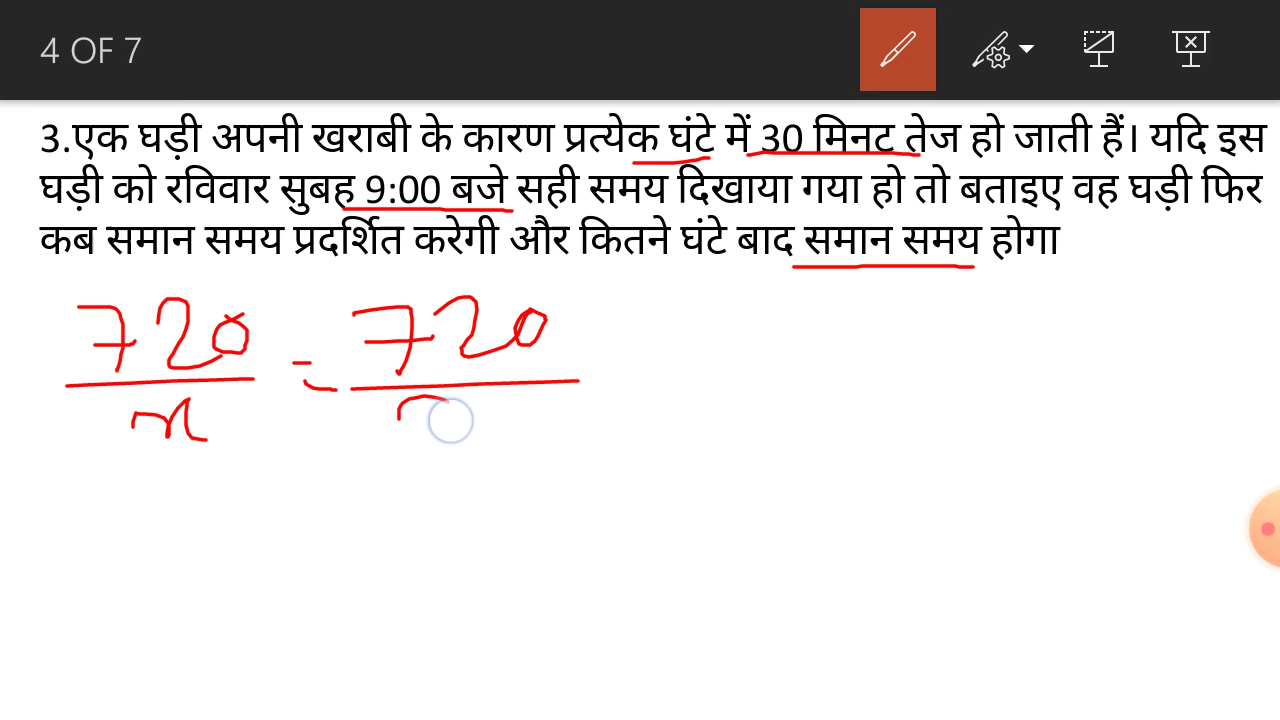 4 OF 7
3.एक घड़ी अपनी खराबी के कारण प्रत्येक घंटे में 30 मिनट तेज हो जाती हैं। यदि इस
घड़ी को रविवार सुबह 9:00 बजे सही समय दिखाया गया हो तो बताइए वह घड़ी फिर
कब समान समय प्रदर्शित करेगी और कितने घंटे बाद समान समय होगा
720 = 720
x